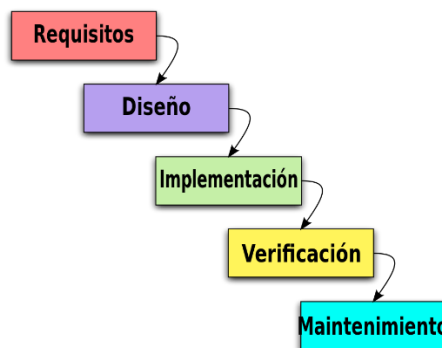 Requisitos
Diseño
Implementación
Verificación
Maintenimiento